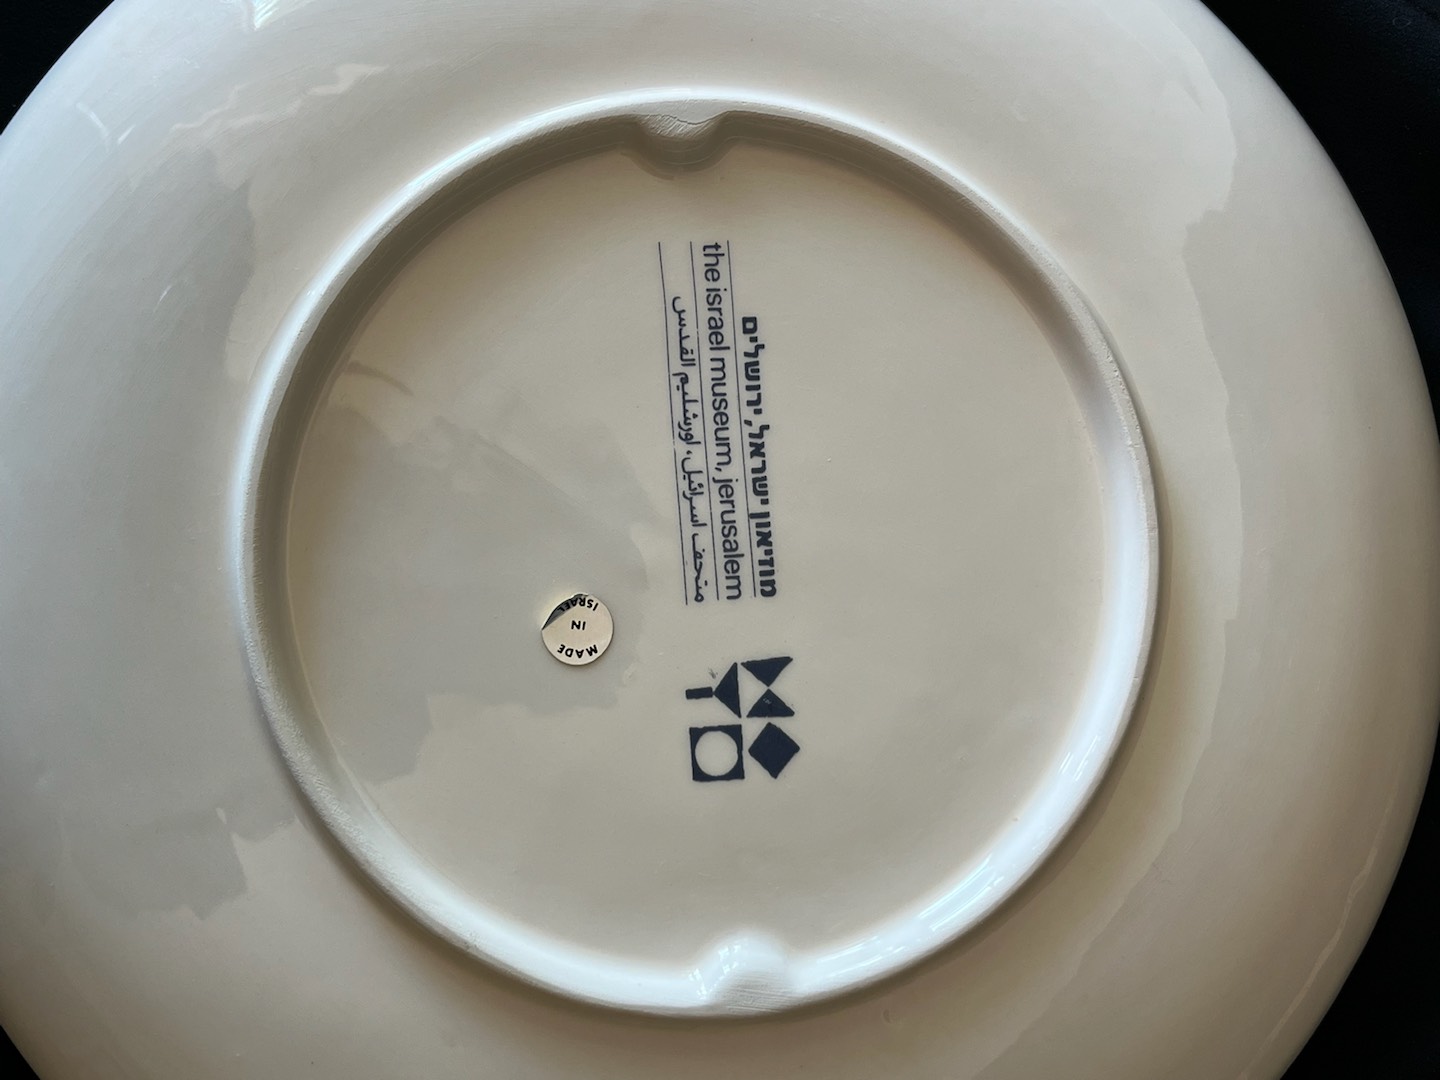 מוזיאון ישראל, ירושלים
the israel museum, jerusalem
متحف اسرائيل، اورشليم القدس
MADE
IN
ISRAEL